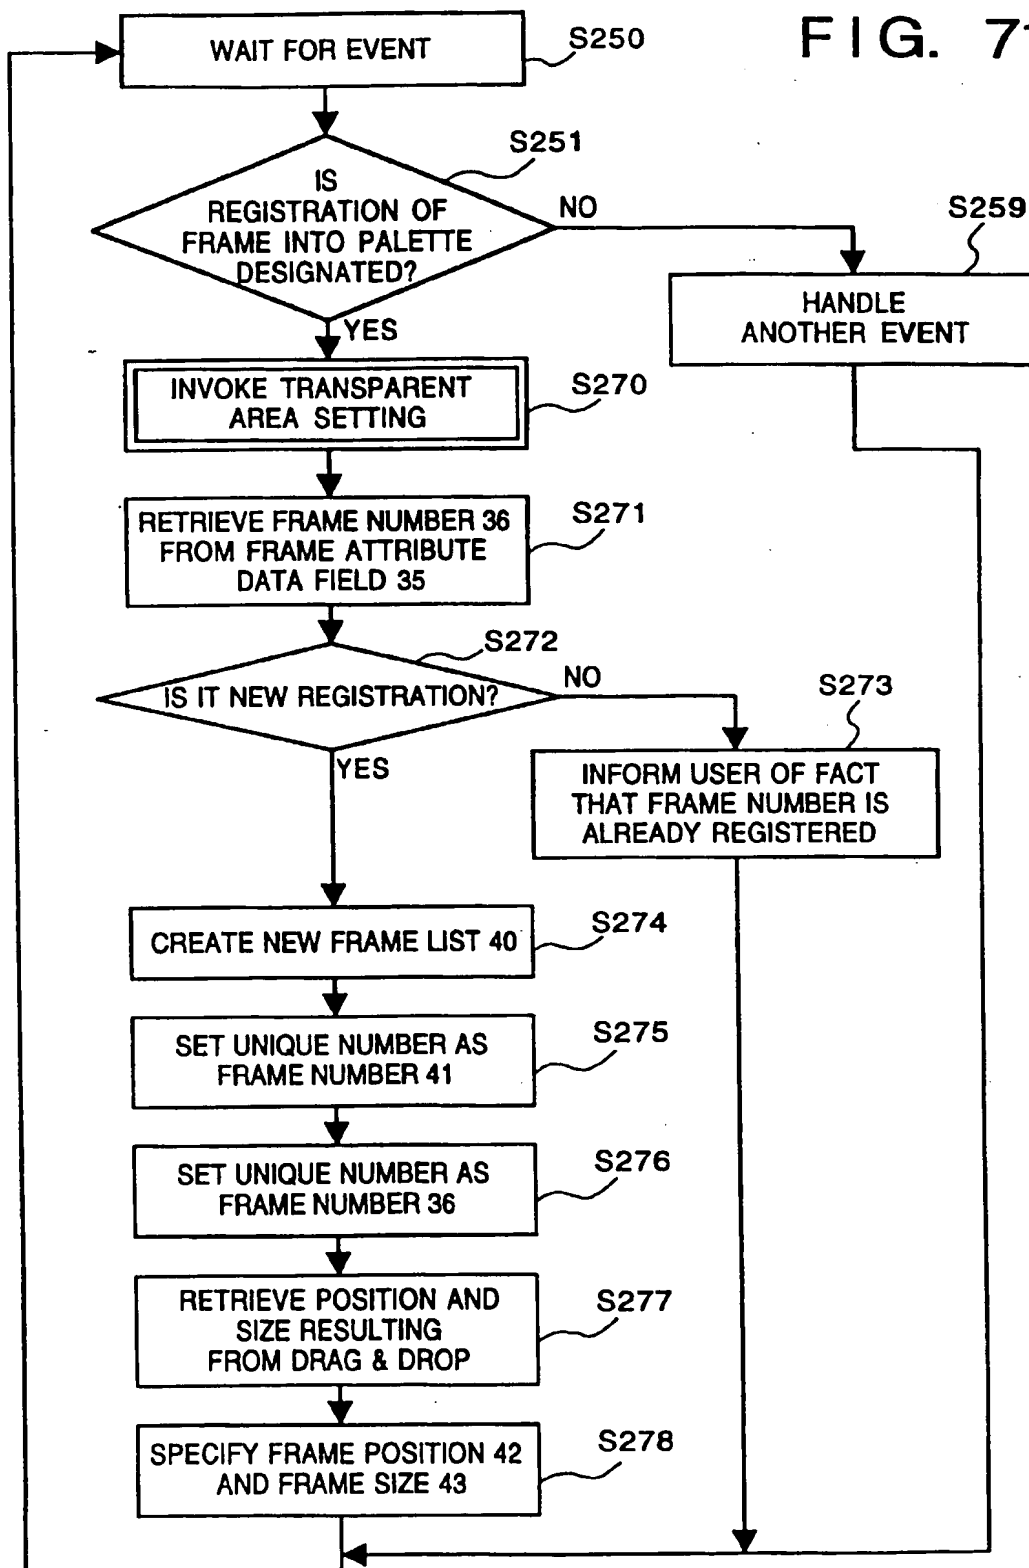 FIG. 71
WAIT FOR EVENT
S250
S251
IS
REGISTRATION OF
FRAME INTO PALETTE
DESIGNATED?
NO
YES
S259
HANDLE
ANOTHER EVENT
INVOKE TRANSPARENT
AREA SETTING
S270
RETRIEVE FRAME NUMBER 36
FROM FRAME ATTRIBUTE
DATA FIELD 35
S271
S272
IS IT NEW REGISTRATION?
NO
YES
S273
INFORM USER OF FACT
THAT FRAME NUMBER IS
ALREADY REGISTERED
CREATE NEW FRAME LIST 40
S274
SET UNIQUE NUMBER AS
FRAME NUMBER 41
S275
SET UNIQUE NUMBER AS
FRAME NUMBER 36
S276
RETRIEVE POSITION AND
SIZE RESULTING
FROM DRAG & DROP
S277
SPECIFY FRAME POSITION 42
AND FRAME SIZE 43
S278